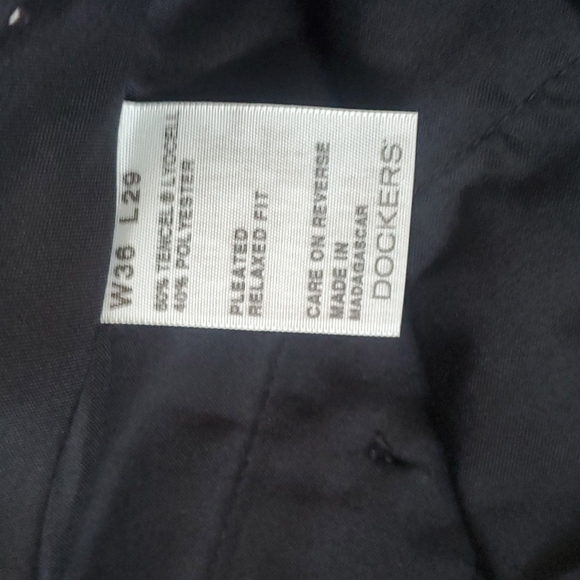 W36 L29
60% TENCEL® LYOCELL
40% POLYESTER
PLEATED
RELAXED FIT
CARE ON REVERSE
MADE IN
MADAGASCAR
DOCKERS